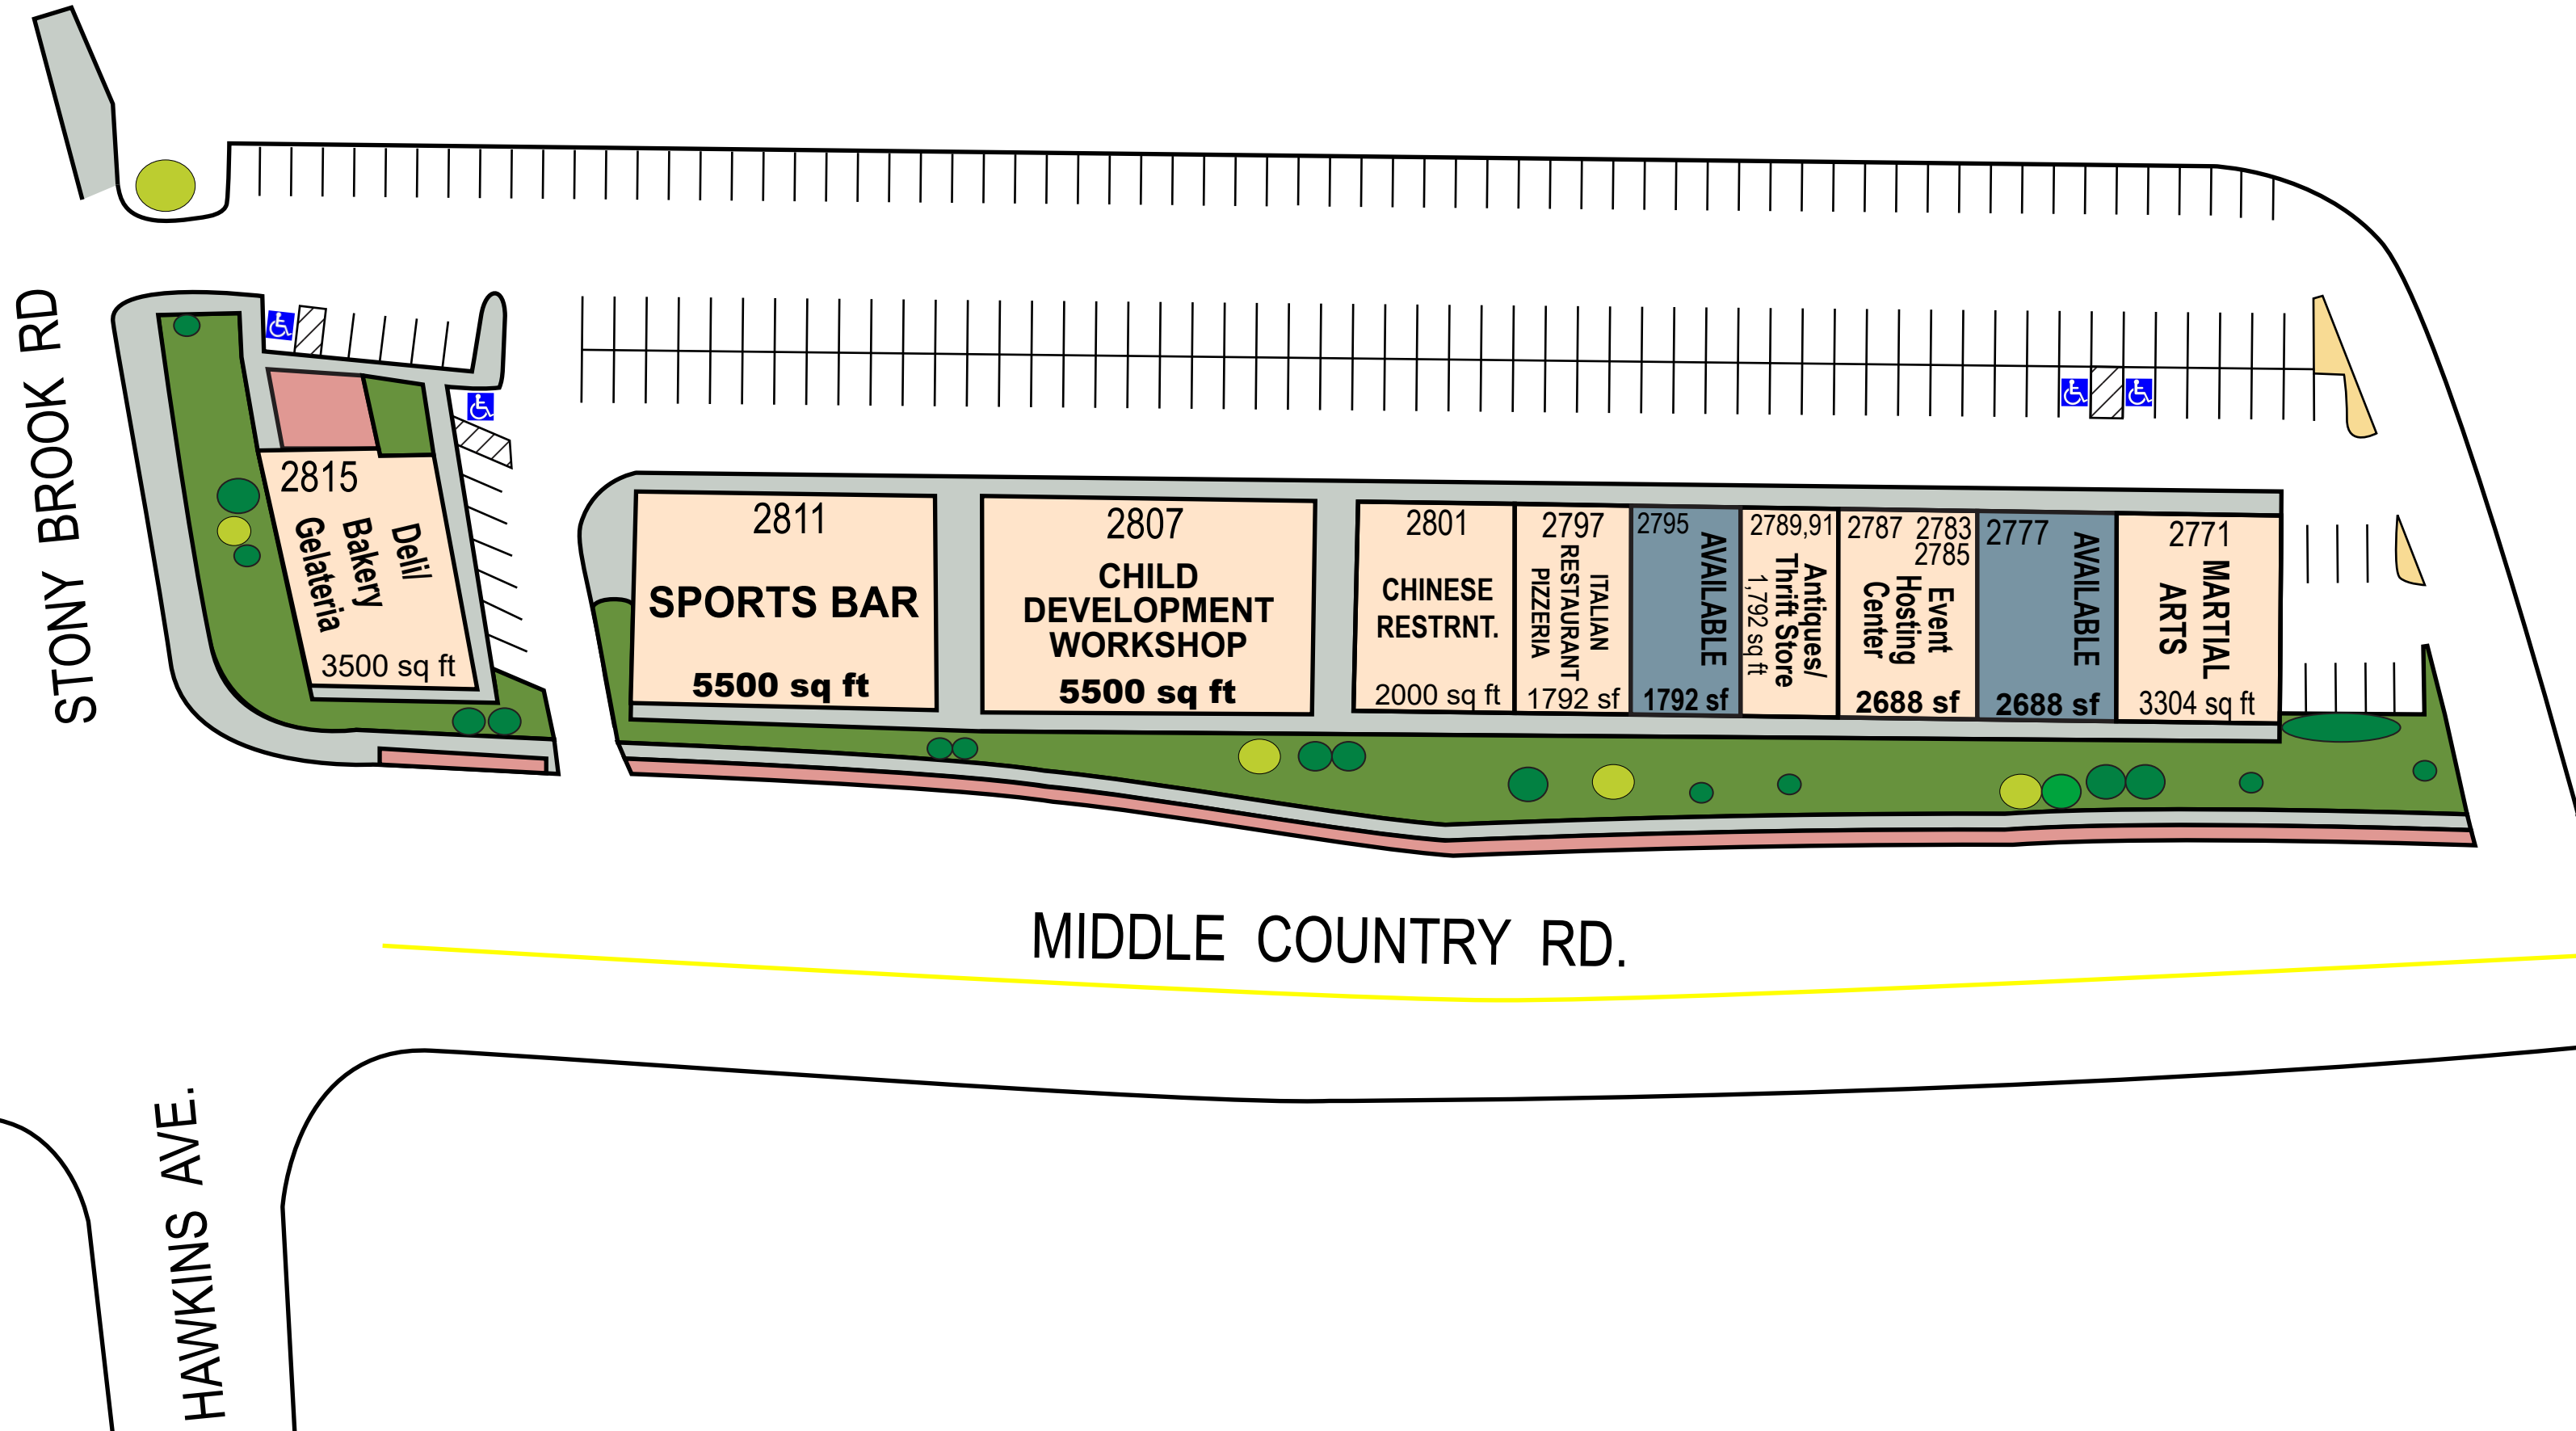 STONY BROOK RD
2815
Deli/
Bakery
Gelateria
3500 sq ft
2811
SPORTS BAR
5500 sq ft
2807
CHILD
DEVELOPMENT
WORKSHOP
5500 sq ft
2801
CHINESE
RESTRNT.
2000 sq ft
2797
ITALIAN
RESTAURANT
PIZZERIA
1792 sf
2795
AVAILABLE
1792 sf
2789,91
Antiques/
Thrift Store
1,792 sq ft
2787 2783
2785
Event
Hosting
Center
2688 sf
2777
AVAILABLE
2688 sf
2771
MARTIAL
ARTS
3304 sq ft
MIDDLE COUNTRY RD.
HAWKINS AVE.